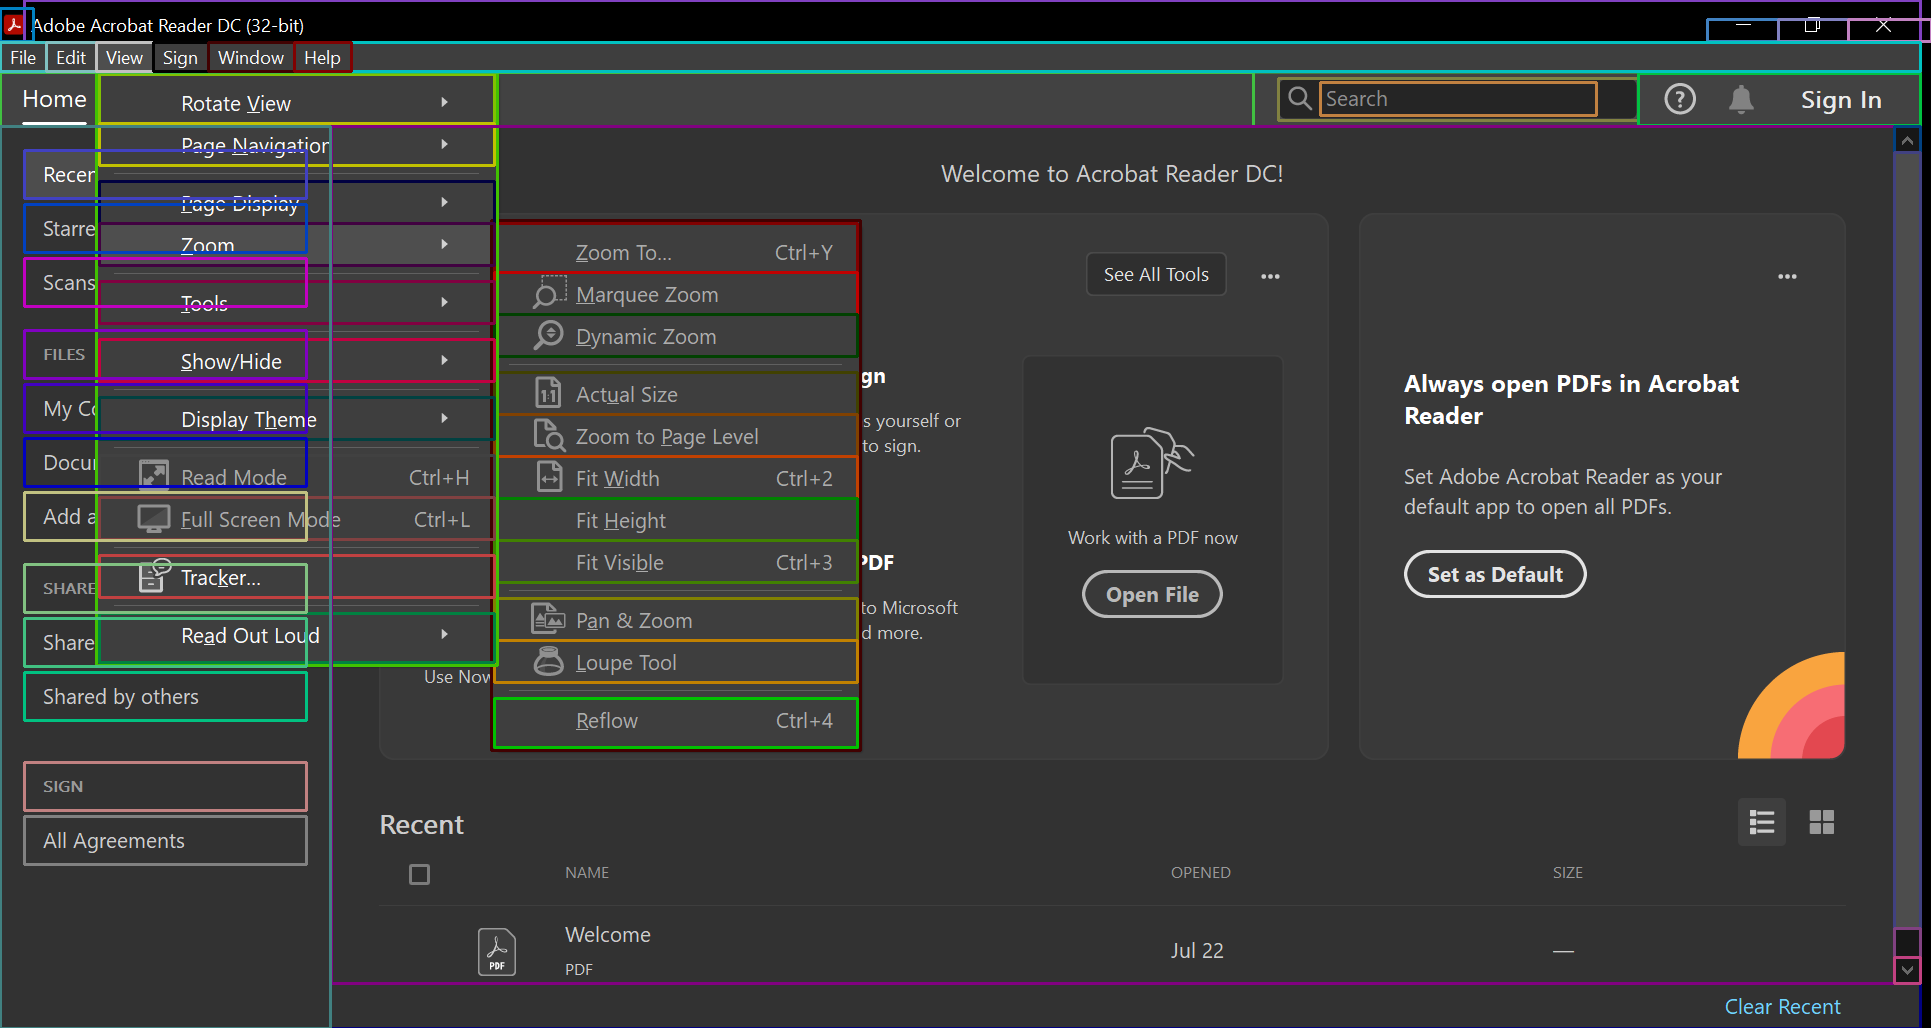 Adobe Acrobat Reader DC (32-bit)
File Edit View Sign Window Help
Home
Search
Sign In
Rotate View
Page Navigation
Page Display
Zoom
Tools
Show/Hide
Display Theme
Read Mode Ctrl+H
Full Screen Mode Ctrl+L
Tracker...
Read Out Loud
Recen
Starre
Scans
FILES
My Co
Docu
Add a
SHARE
Share
Shared by others
SIGN
All Agreements
Zoom To... Ctrl+Y
Marquee Zoom
Dynamic Zoom
Actual Size
Zoom to Page Level
Fit Width Ctrl+2
Fit Height
Fit Visible Ctrl+3
Pan & Zoom
Loupe Tool
Reflow Ctrl+4
Welcome to Acrobat Reader DC!
See All Tools
gn
s yourself or
to sign.
PDF
to Microsoft
d more.
Use Now
Work with a PDF now
Open File
Always open PDFs in Acrobat
Reader
Set Adobe Acrobat Reader as your
default app to open all PDFs.
Set as Default
Recent
NAME OPENED SIZE
Welcome
PDF
PDF
Jul 22 —
Clear Recent